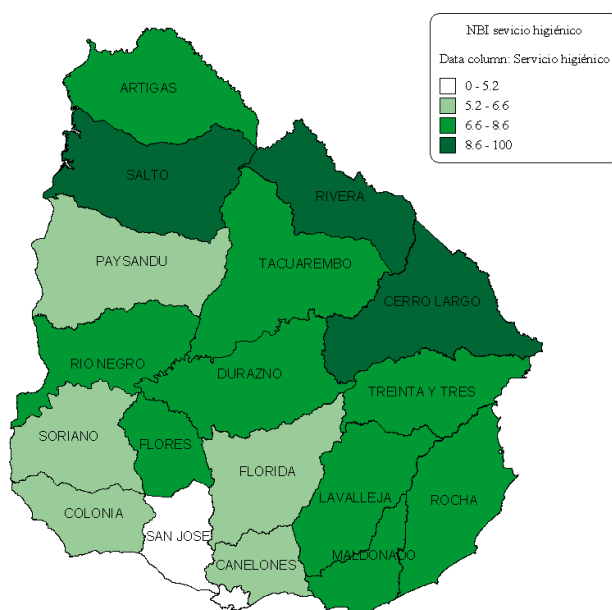 NBI sevicio higiénico
Data column: Servicio higiénico
0 - 5.2
5.2 - 6.6
6.6 - 8.6
8.6 - 100
ARTIGAS
SALTO
RIVERA
PAYSANDU
TACUAREMBO
CERRO LARGO
RIO NEGRO
DURAZNO
TREINTA Y TRES
SORIANO
FLORES
FLORIDA
LAVALLEJA
ROCHA
COLONIA
SAN JOSE
MALDONADO
CANELONES